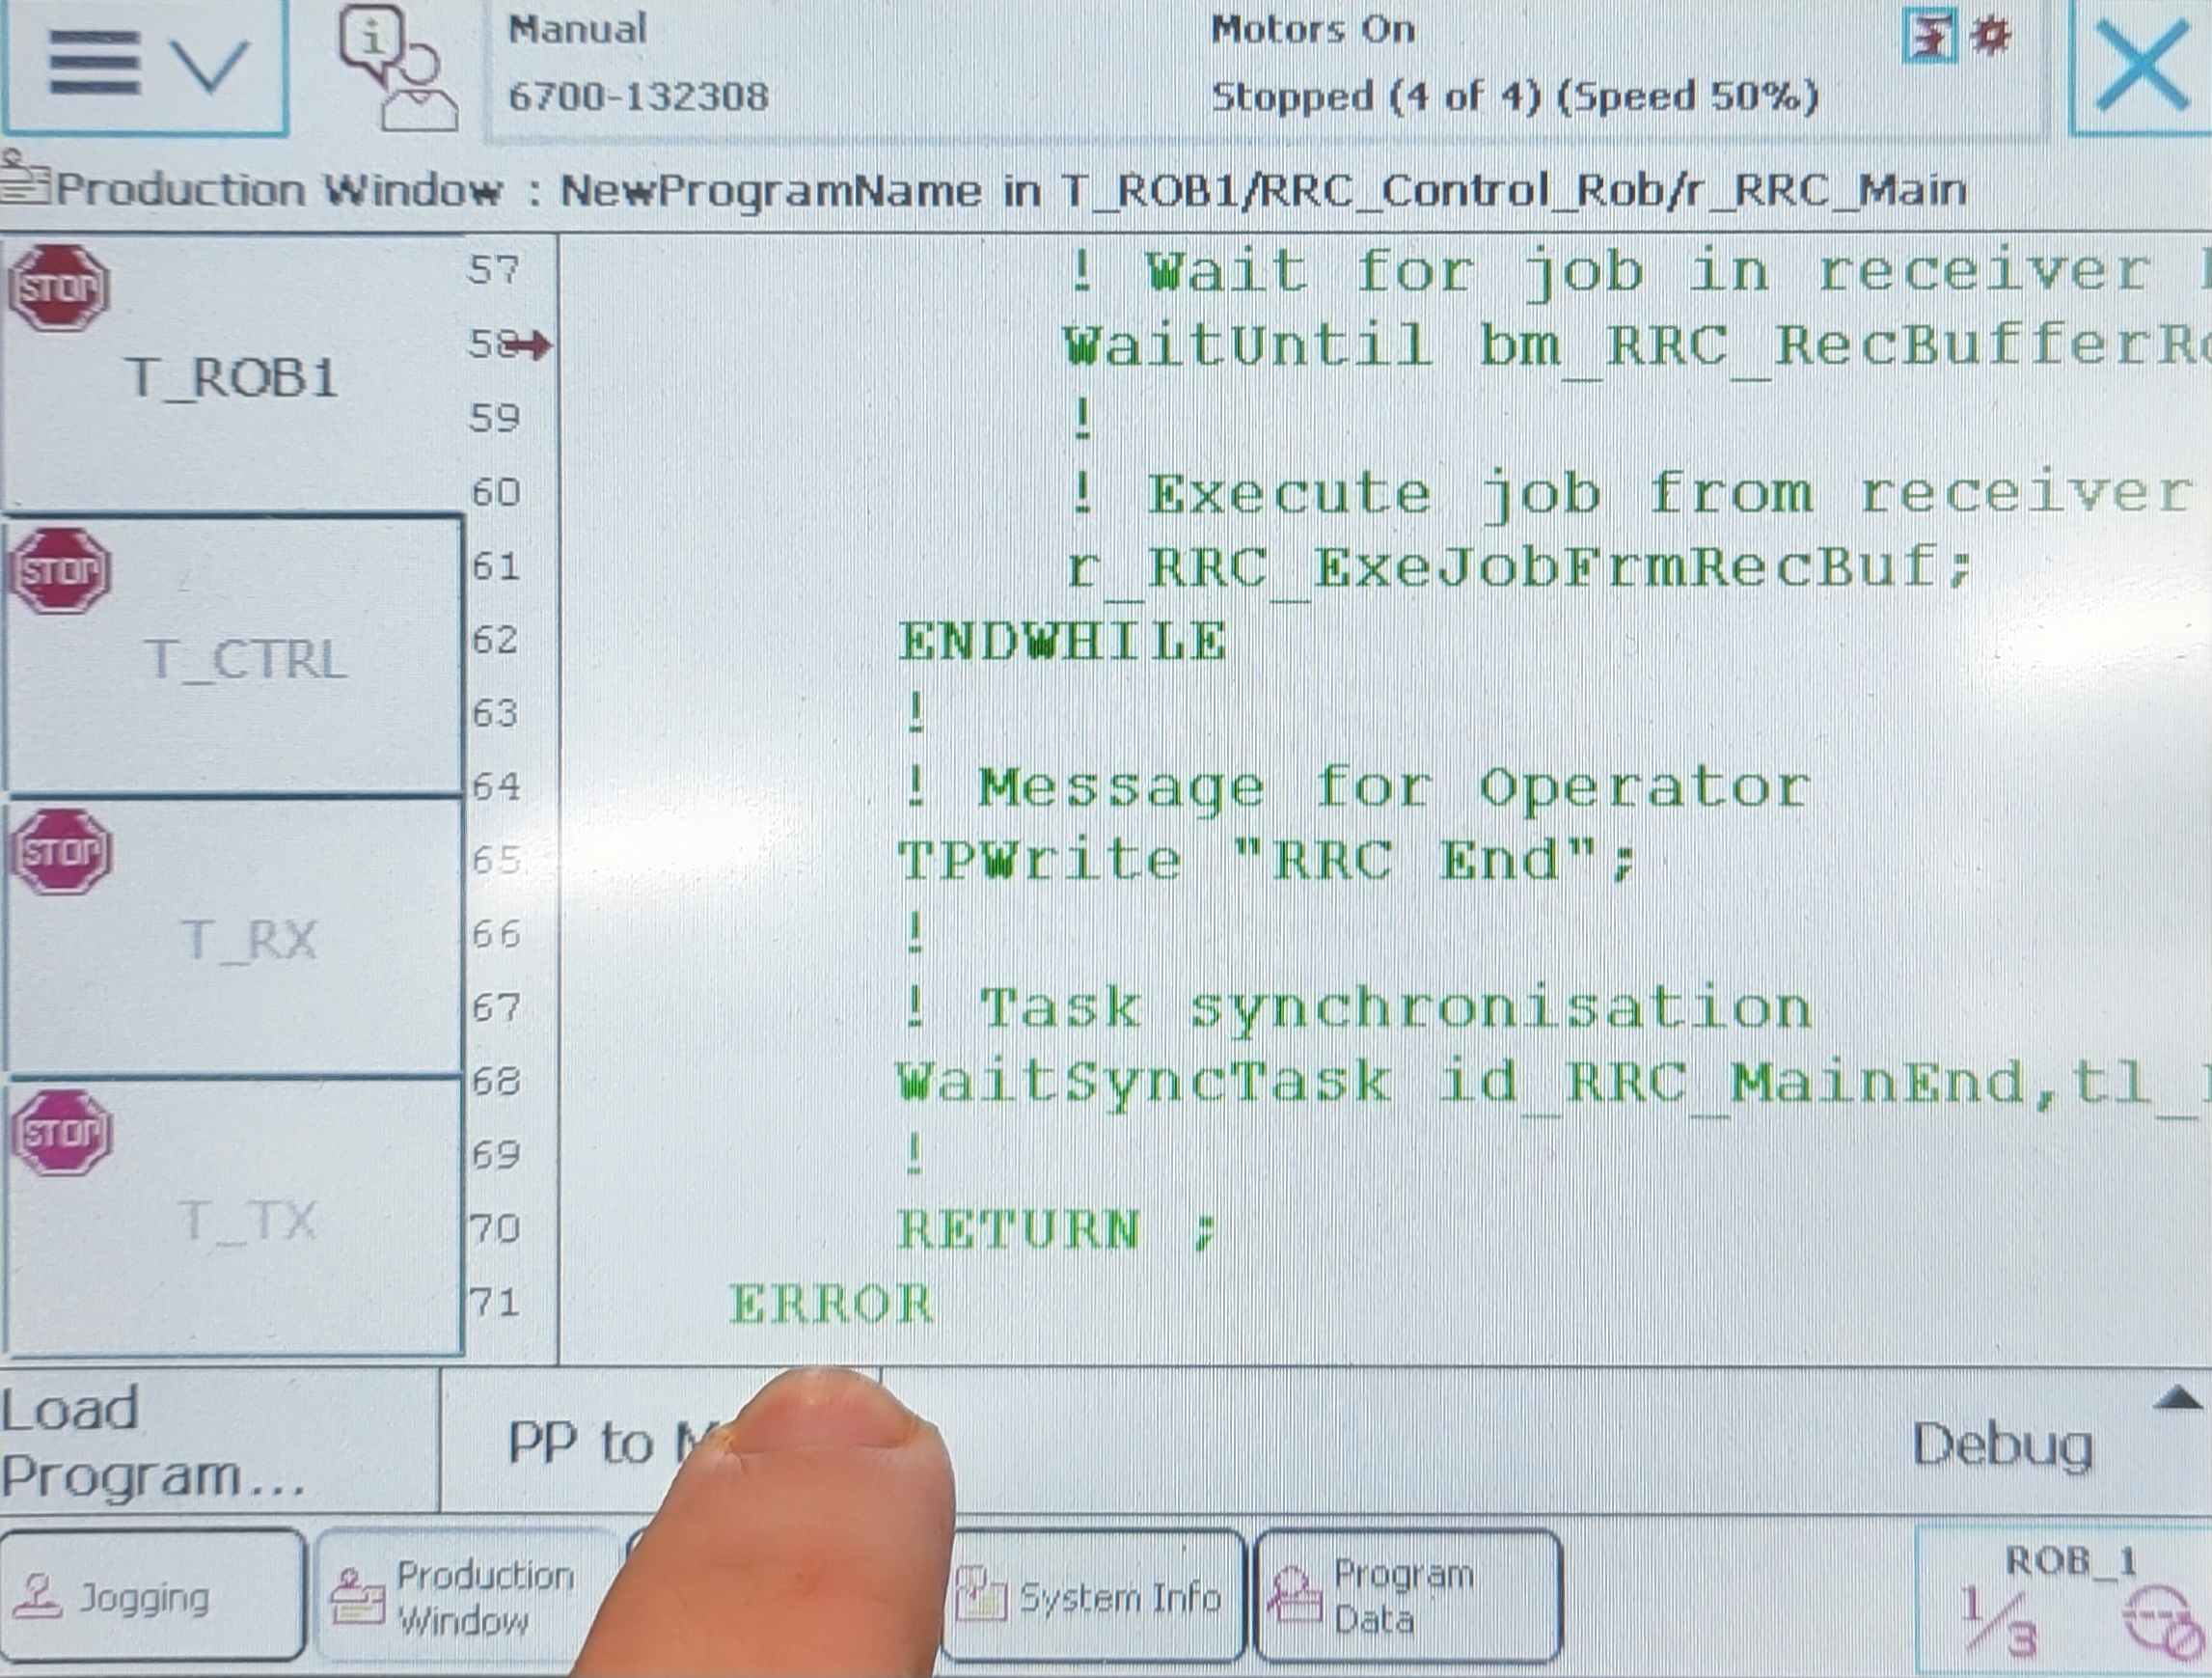 Manual
Motors On
6700-132308
Stopped (4 of 4) (Speed 50%)
Production Window : NewProgramName in T_ROB1/RRC_Control_Rob/r_RRC_Main
STOP
T_ROB1
STOP
T_CTRL
STOP
T_RX
STOP
T_TX
57 ! Wait for job in receiver
58 WaitUntil bm_RRC_RecBufferR
59 !
60 ! Execute job from receiver
61 r_RRC_ExeJobFrmRecBuf;
62 ENDWHILE
63 !
64 ! Message for Operator
65 TPWrite "RRC End";
66 !
67 ! Task synchronisation
68 WaitSyncTask id_RRC_MainEnd,tl_
69 !
70 RETURN ;
71 ERROR
Load
Program...
PP to
Debug
Jogging
Production
Window
System Info
Program
Data
ROB_1
1/3